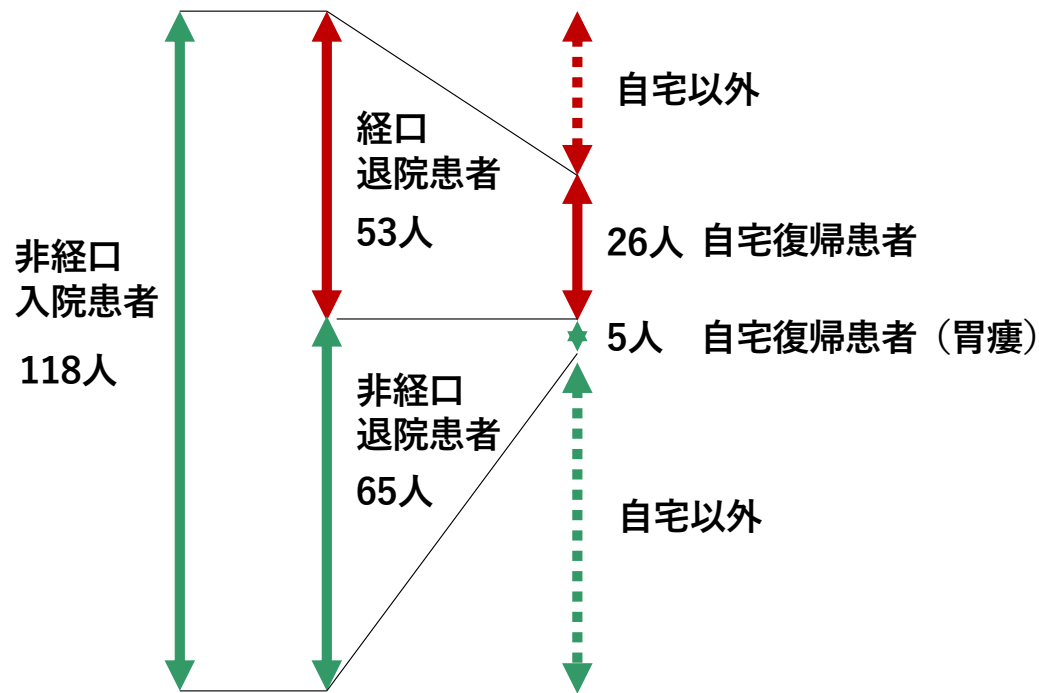 非経口
入院患者
118人
経口
退院患者
53人
非経口
退院患者
65人
自宅以外
26人 自宅復帰患者
5人 自宅復帰患者（胃瘻）
自宅以外